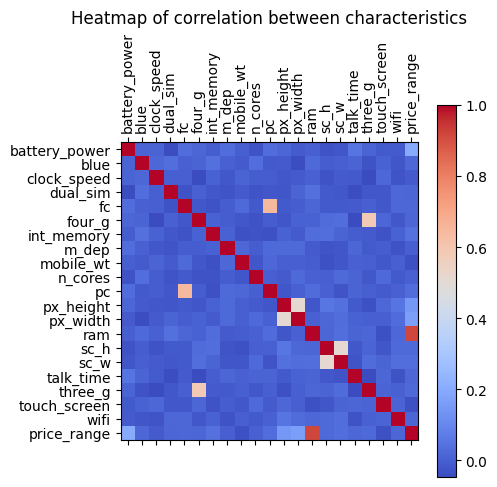 Heatmap of correlation between characteristics
battery_power
blue
clock_speed
dual_sim
fc
four_g
int_memory
m_dep
mobile_wt
n_cores
pc
px_height
px_width
ram
sc_h
sc_w
talk_time
three_g
touch_screen
wifi
price_range
battery_power
blue
clock_speed
dual_sim
fc
four_g
int_memory
m_dep
mobile_wt
n_cores
pc
px_height
px_width
ram
sc_h
sc_w
talk_time
three_g
touch_screen
wifi
price_range
1.0
0.8
0.6
0.4
0.2
0.0